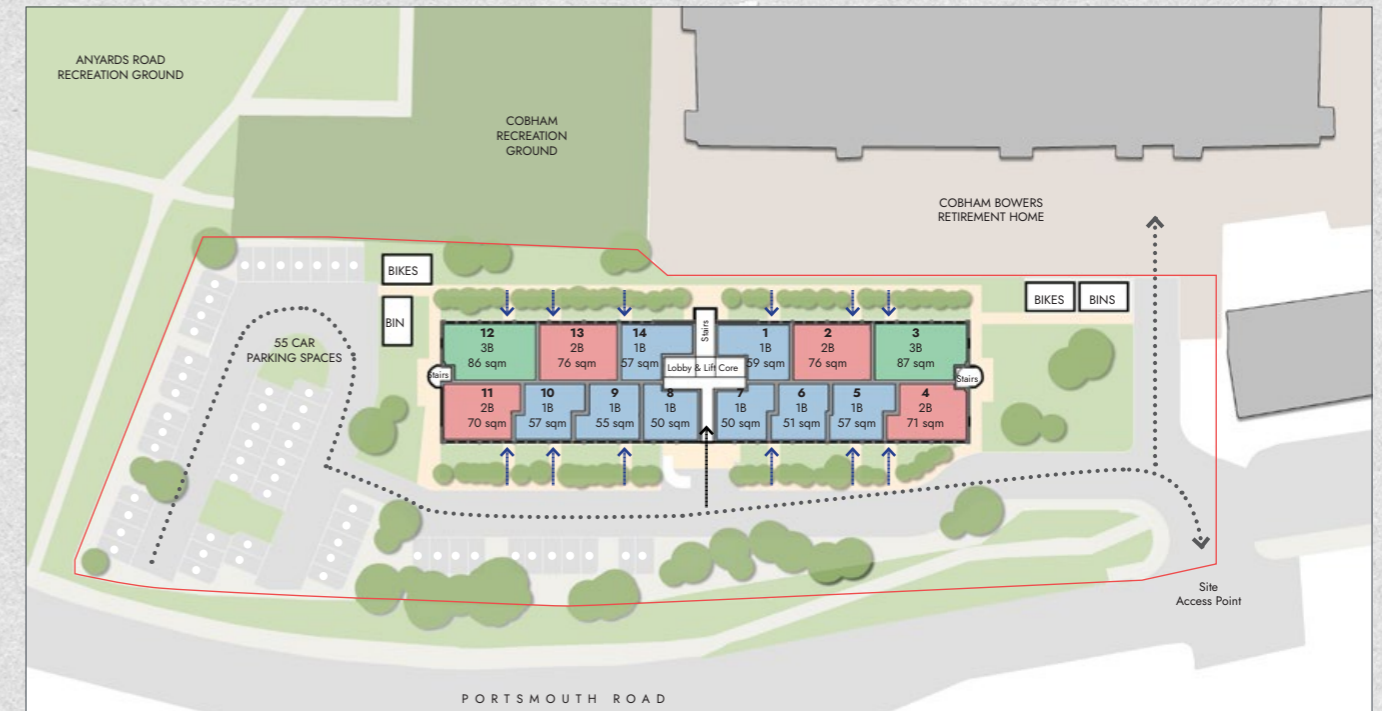 ANYARDS ROAD
RECREATION GROUND
COBHAM
RECREATION
GROUND
COBHAM BOWERS
RETIREMENT HOME
BIKES
BIN
55 CAR
PARKING SPACES
BIKES
BINS
12
3B
86 sqm
13
2B
76 sqm
14
1B
57 sqm
Stairs
Lobby & Lift Core
1
1B
59 sqm
2
2B
76 sqm
3
3B
87 sqm
Stairs
Stairs
11
2B
70 sqm
10
1B
57 sqm
9
1B
55 sqm
8
1B
50 sqm
7
1B
50 sqm
6
1B
51 sqm
5
1B
57 sqm
4
2B
71 sqm
Site
Access Point
PORTSMOUTH ROAD